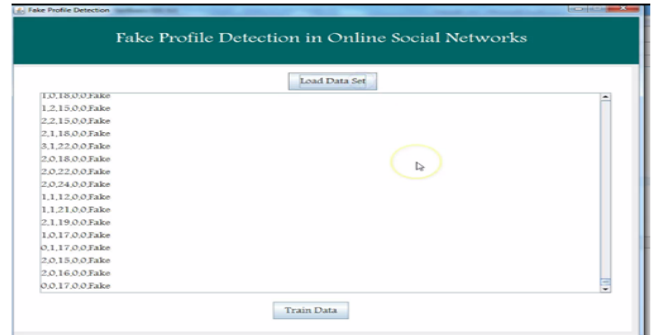 Fake Profile Detection
Fake Profile Detection in Online Social Networks
Load Data Set
1,0,18,0,0,Fake
1,2,15,0,0,Fake
2,2,15,0,0,Fake
2,1,18,0,0,Fake
3,1,22,0,0,Fake
2,0,18,0,0,Fake
2,0,22,0,0,Fake
2,0,24,0,0,Fake
1,1,12,0,0,Fake
1,1,21,0,0,Fake
2,1,19,0,0,Fake
1,0,17,0,0,Fake
0,1,17,0,0,Fake
2,0,15,0,0,Fake
2,0,16,0,0,Fake
0,0,17,0,0,Fake
Train Data